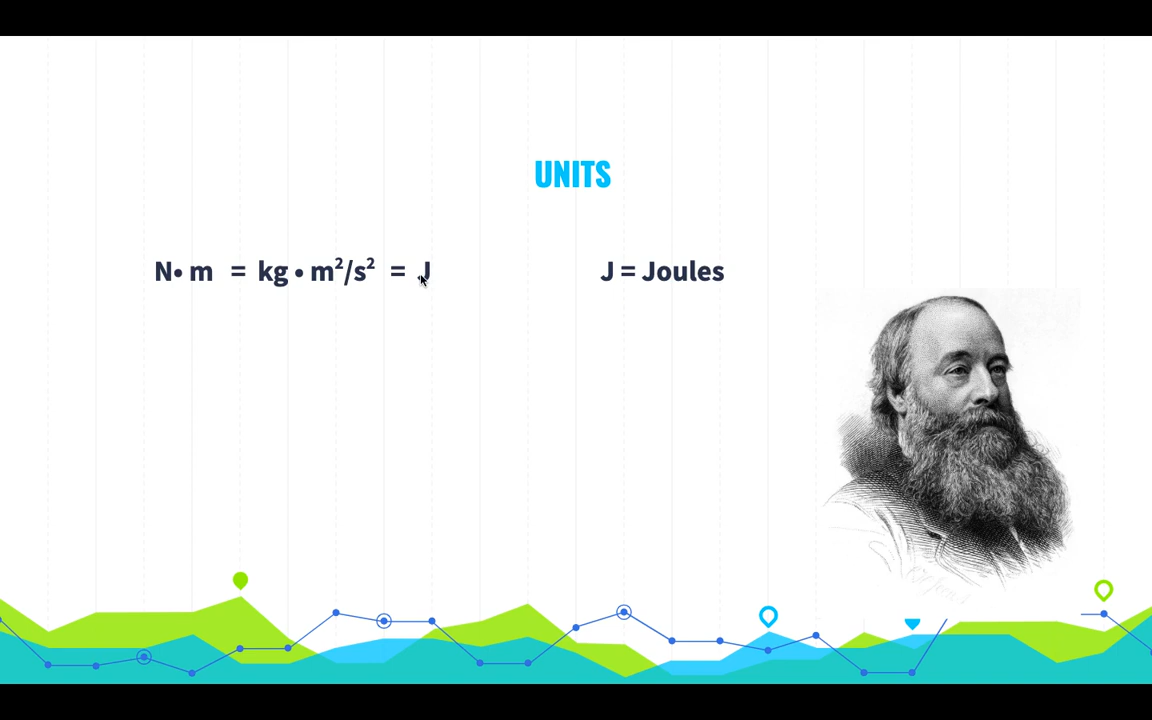 UNITS
N• m = kg • m²/s² = J
J = Joules